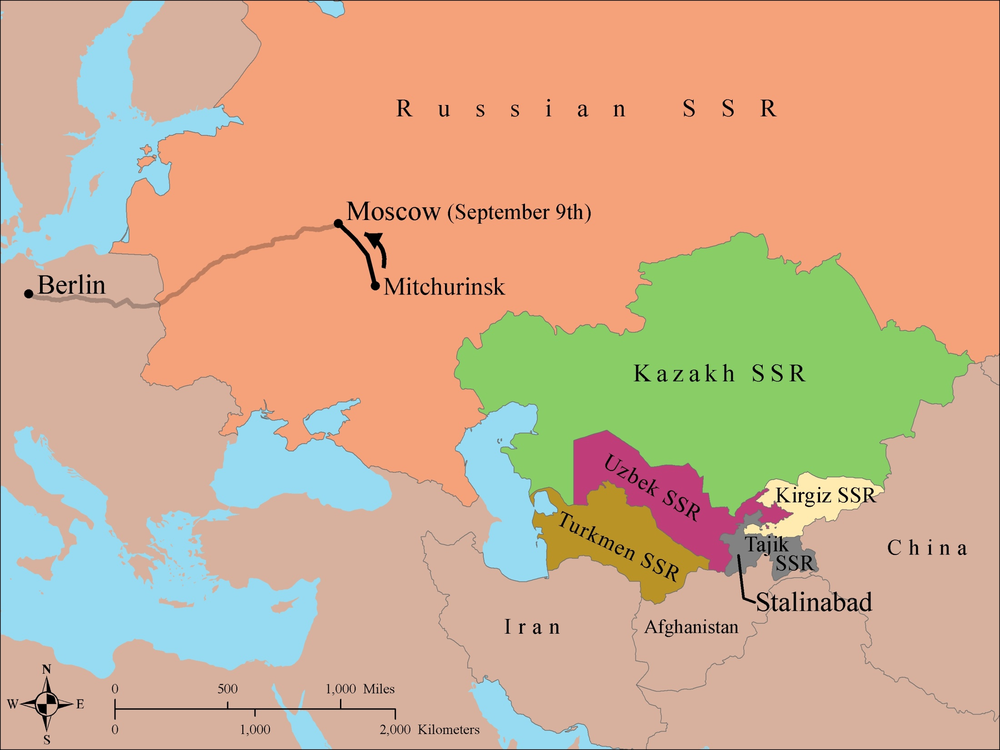 Russian SSR
Moscow (September 9th)
Berlin
Mitchurinsk
Kazakh SSR
Uzbek SSR
Kirgiz SSR
Turkmen SSR
Tajik
SSR
China
Stalinabad
Iran
Afghanistan
N
W E
S
0 500 1,000 Miles
0 1,000 2,000 Kilometers